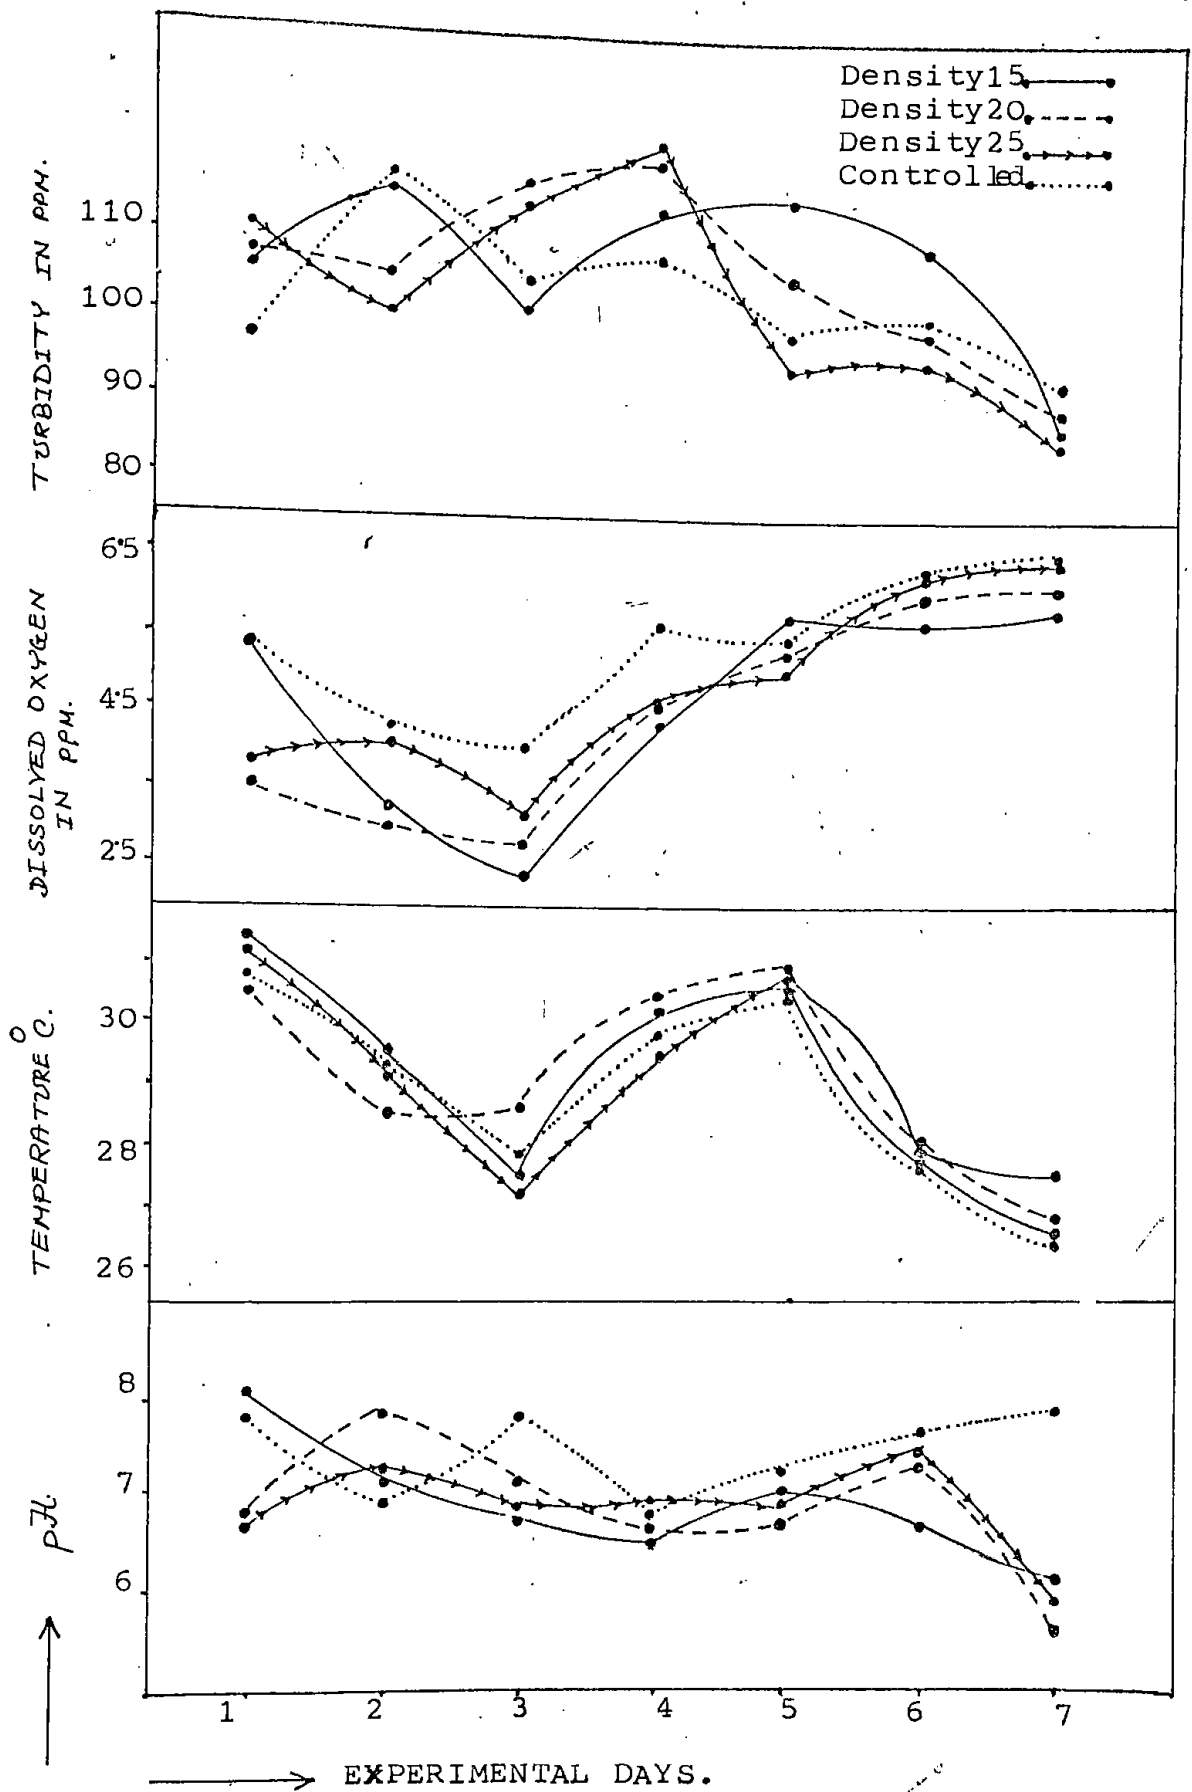 Density15
Density20
Density25
Controlled
TURBIDITY IN PPM.
110
100
90
80
DISSOLVED OXYGEN
IN PPM.
6.5
4.5
2.5
TEMPERATURE °C.
30
28
26
pH.
8
7
6
1 2 3 4 5 6 7
EXPERIMENTAL DAYS.